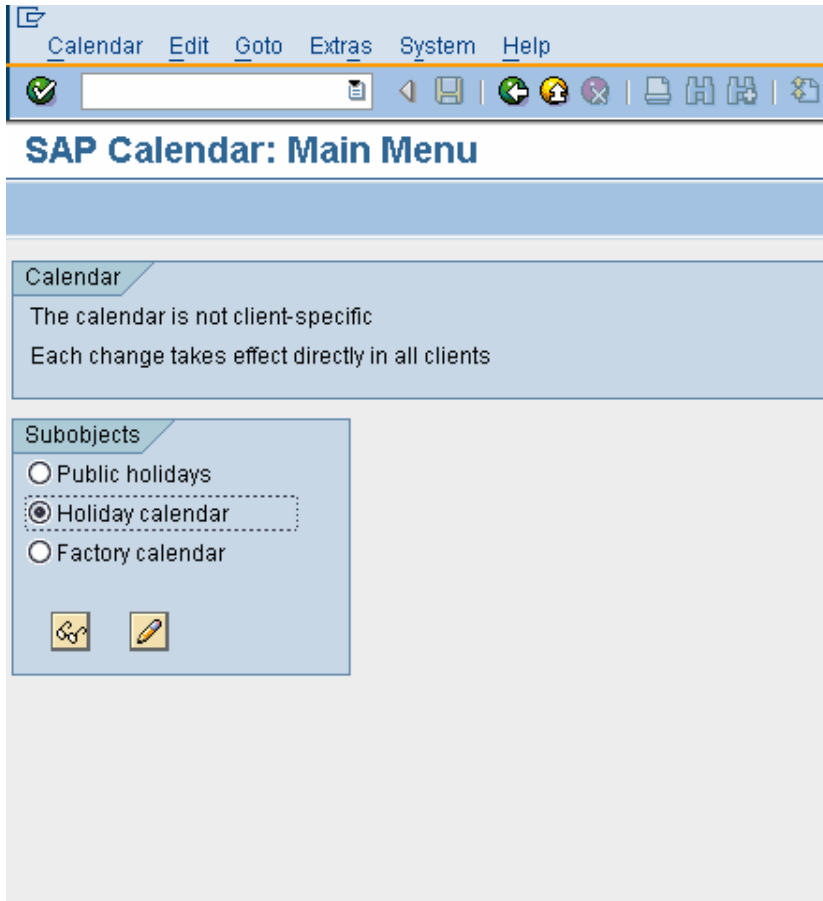 Calendar Edit Goto Extras System Help
SAP Calendar: Main Menu
Calendar
The calendar is not client-specific
Each change takes effect directly in all clients
Subobjects
Public holidays
Holiday calendar
Factory calendar